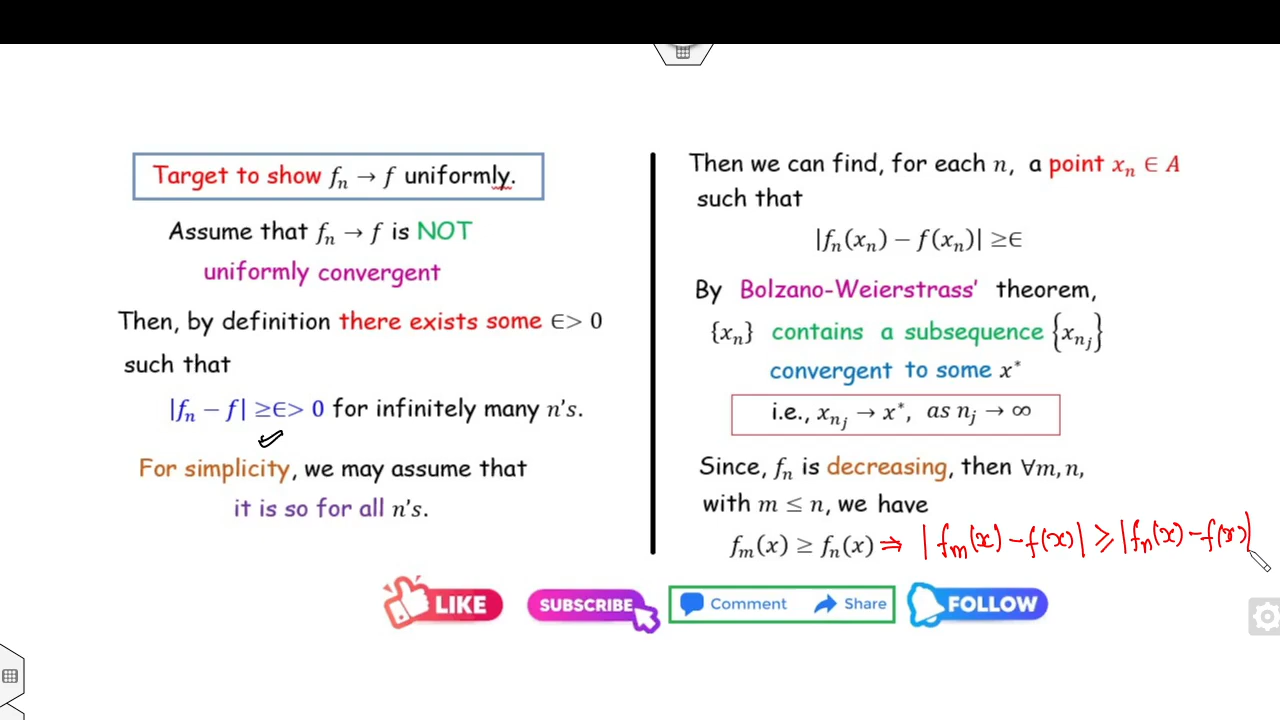 Target to show fₙ → f uniformly.
Assume that fₙ → f is NOT
uniformly convergent
Then, by definition there exists some ∈> 0
such that
|fₙ − f| ≥∈> 0 for infinitely many n's.
For simplicity, we may assume that
it is so for all n's.
Then we can find, for each n, a point xₙ ∈ A
such that
|fₙ(xₙ) − f(xₙ)| ≥∈
By Bolzano-Weierstrass' theorem,
{xₙ} contains a subsequence {xₙⱼ}
convergent to some x*
i.e., xₙⱼ → x*, as nⱼ → ∞
Since, fₙ is decreasing, then ∀m, n,
with m ≤ n, we have
fₘ(x) ≥ fₙ(x) ⇒ |fₘ(x) − f(x)| ≥ |fₙ(x) − f(x)|
LIKE SUBSCRIBE Comment Share FOLLOW